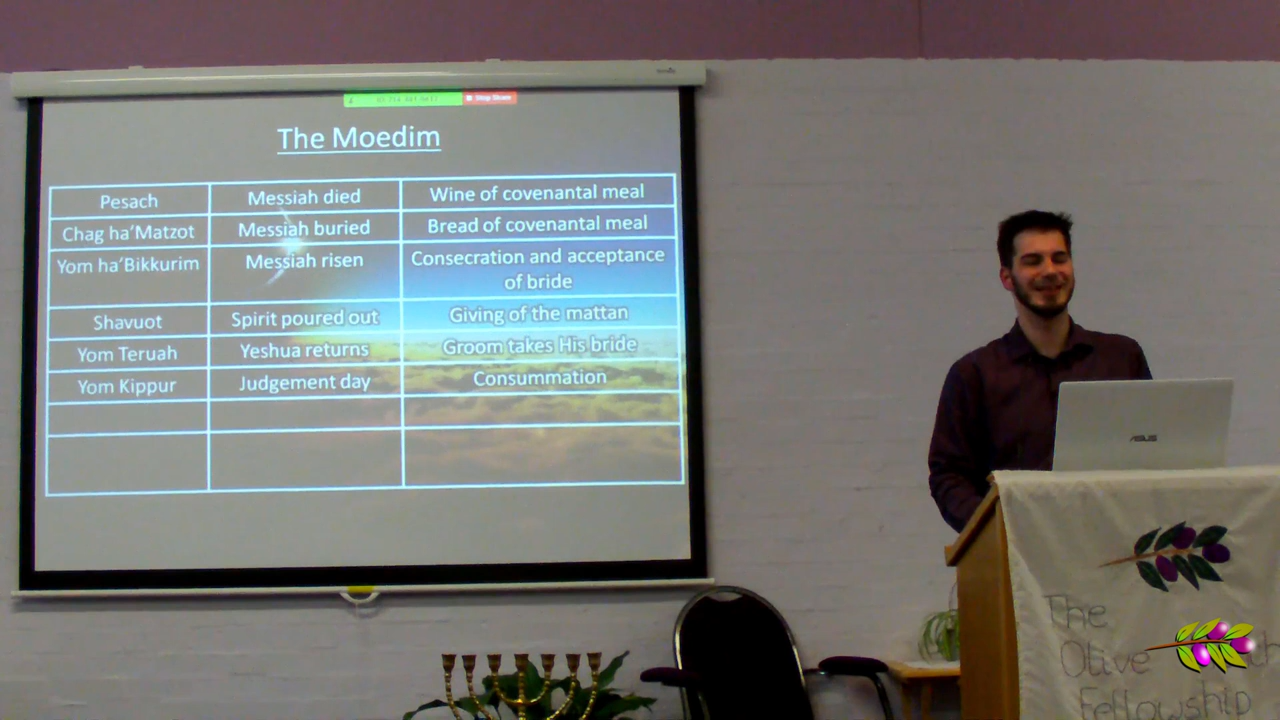 Stop Share
The Moedim
Pesach Messiah died Wine of covenantal meal
Chag ha’Matzot Messiah buried Bread of covenantal meal
Yom ha’Bikkurim Messiah risen Consecration and acceptance
of bride
Shavuot Spirit poured out Giving of the mattan
Yom Teruah Yeshua returns Groom takes His bride
Yom Kippur Judgement day Consummation
ASUS
The
Olive
Fellowship